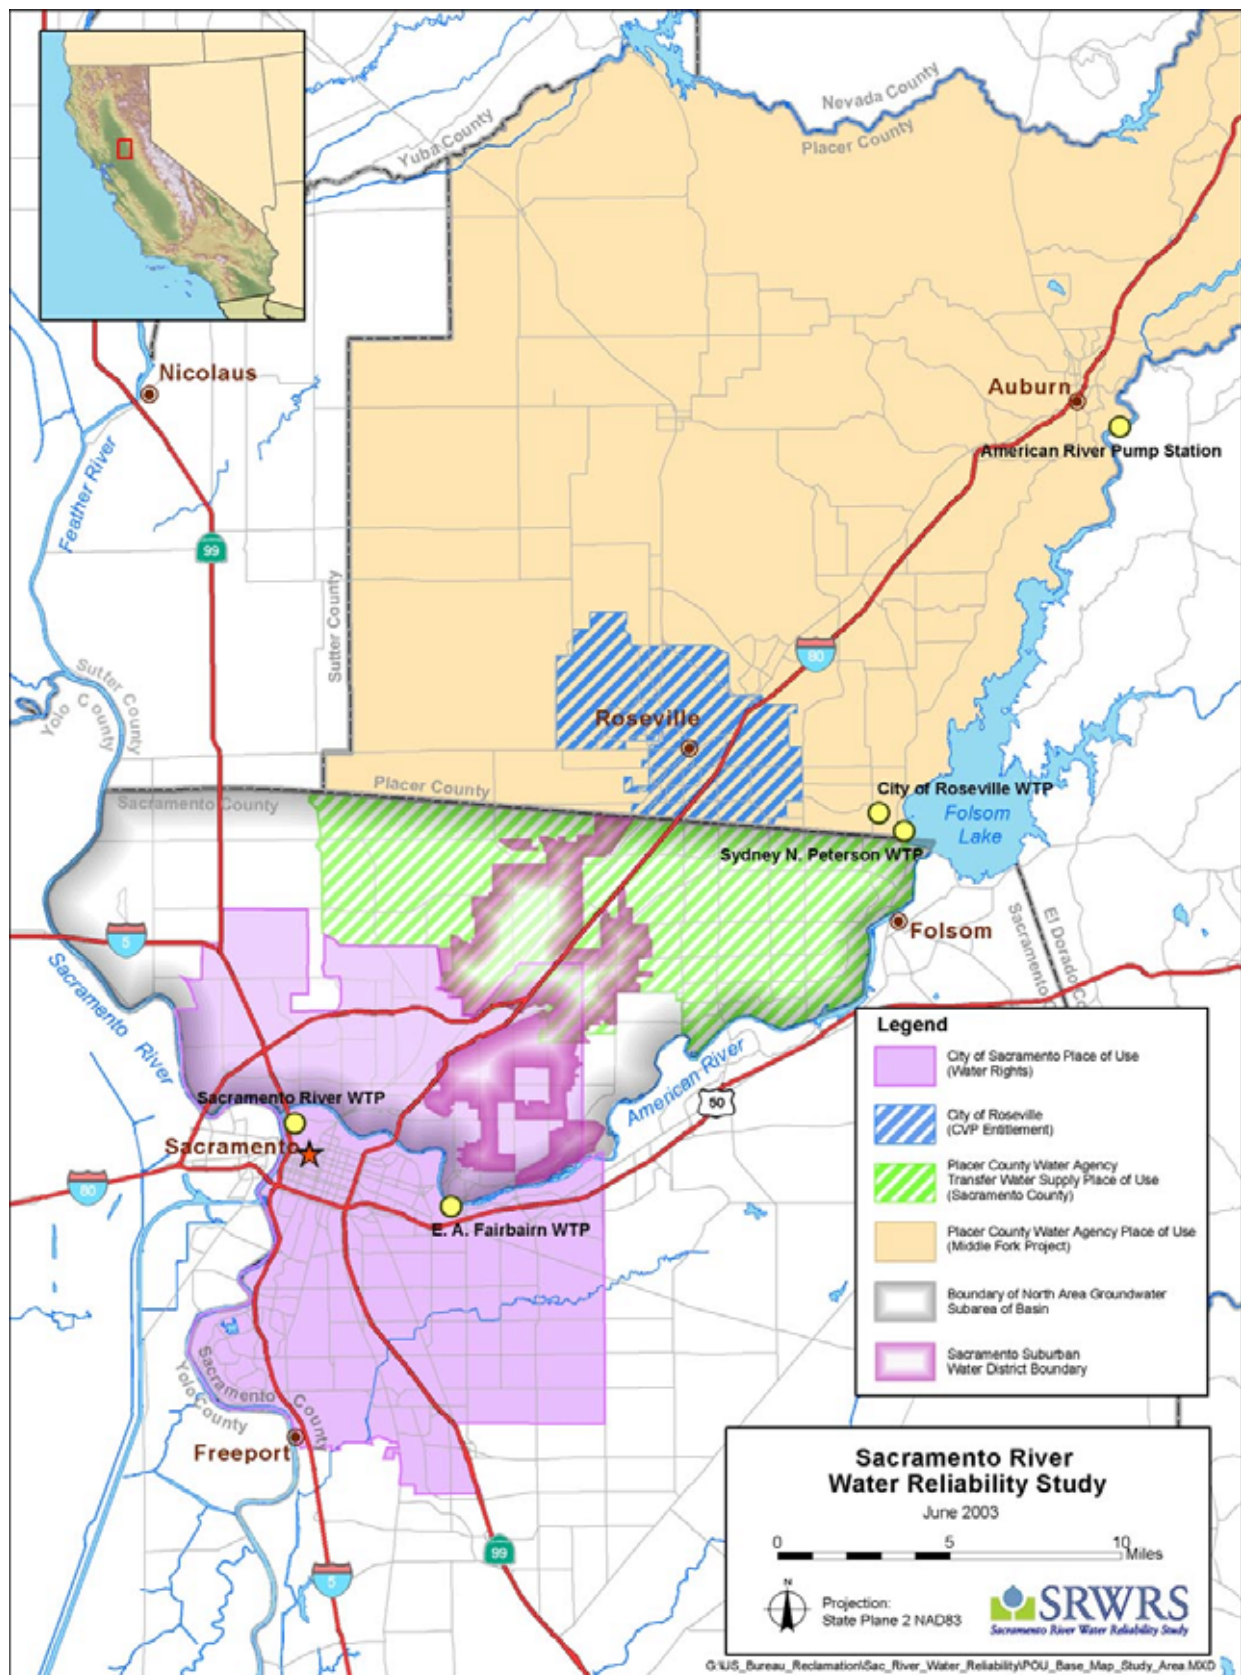 Nevada County
Placer County
Yuba County
Nicolaus
Auburn
American River Pump Station
Feather River
99
Sutter County
80
Sutter County
Yolo County
Roseville
Placer County
Sacramento County
City of Roseville WTP
Folsom
Lake
Sydney N. Peterson WTP
Folsom
El Dorado Co
Sacramento
5
Sacramento River
American River
50
Sacramento River WTP
Sacramento
80
E. A. Fairbairn WTP
Sacramento County
Yolo County
Freeport
99
5
Legend
City of Sacramento Place of Use
(Water Rights)
City of Roseville
(CVP Entitlement)
Placer County Water Agency
Transfer Water Supply Place of Use
(Sacramento County)
Placer County Water Agency Place of Use
(Middle Fork Project)
Boundary of North Area Groundwater
Subarea of Basin
Sacramento Suburban
Water District Boundary
Sacramento River
Water Reliability Study
June 2003
0 5 10
Miles
N
Projection:
State Plane 2 NAD83
SRWRS
Sacramento River Water Reliability Study
G:\US_Bureau_Reclamation\Sac_River_Water_Reliability\POU_Base_Map_Study_Area.MXD